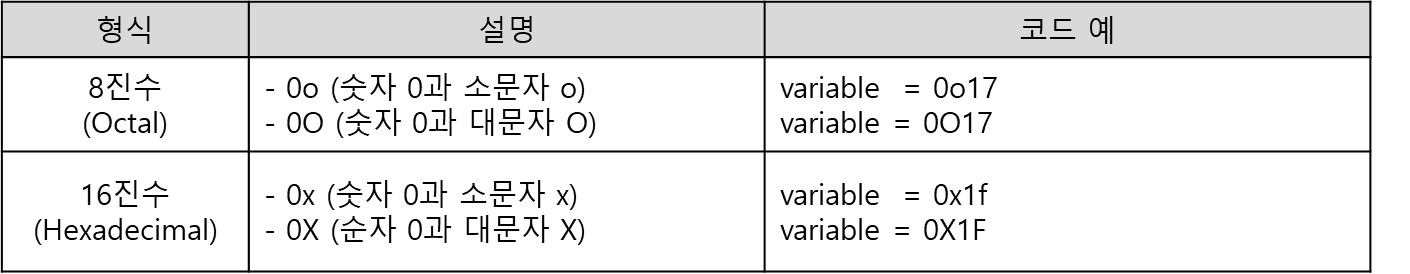 형식 설명 코드 예
8진수
(Octal)
- 0o (숫자 0과 소문자 o)
- 0O (숫자 0과 대문자 O)
variable = 0o17
variable = 0O17
16진수
(Hexadecimal)
- 0x (숫자 0과 소문자 x)
- 0X (순자 0과 대문자 X)
variable = 0x1f
variable = 0X1F